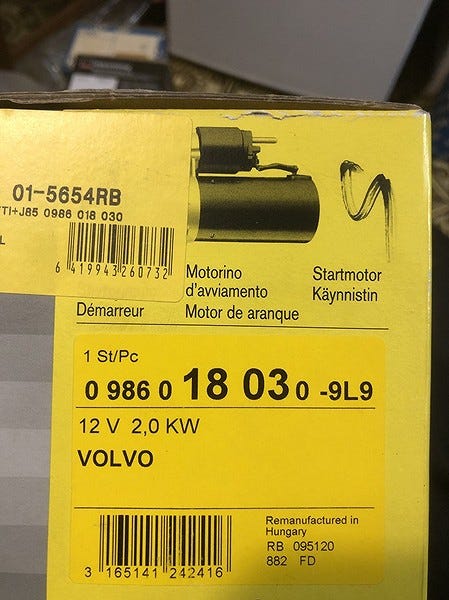 01-5654RB
TI+J85 0986 018 030
L
6 419943 260732
Motorino
d'avviamento
Startmotor
Käynnistin
Démarreur
Motor de aranque
1 St/Pc
0 986 0 18 03 0 -9L9
12 V 2,0 KW
VOLVO
3 165141 242416
Remanufactured in
Hungary
RB 095120
882 FD